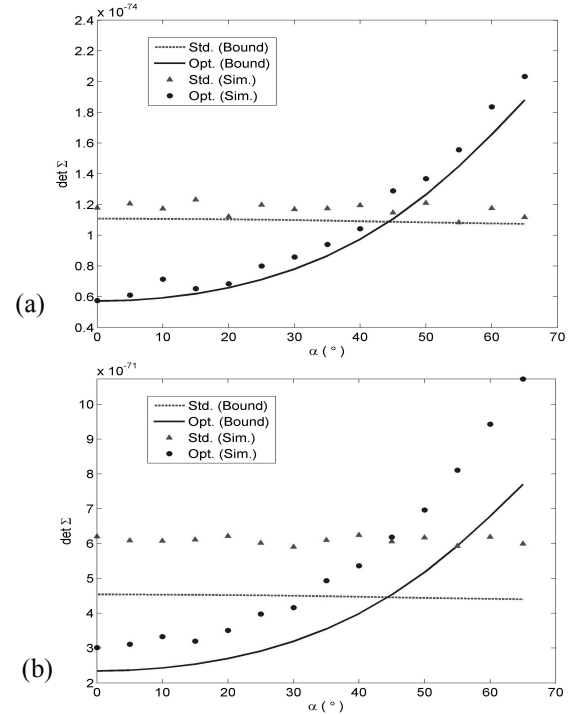 (a)
x 10^-74
2.4
2.2
2
1.8
1.6
1.4
1.2
1
0.8
0.6
0.4
det Σ
Std. (Bound)
Opt. (Bound)
Std. (Sim.)
Opt. (Sim.)
0 10 20 30 40 50 60 70
α ( ° )
(b)
x 10^-71
10
9
8
7
6
5
4
3
2
det Σ
Std. (Bound)
Opt. (Bound)
Std. (Sim.)
Opt. (Sim.)
0 10 20 30 40 50 60 70
α ( ° )